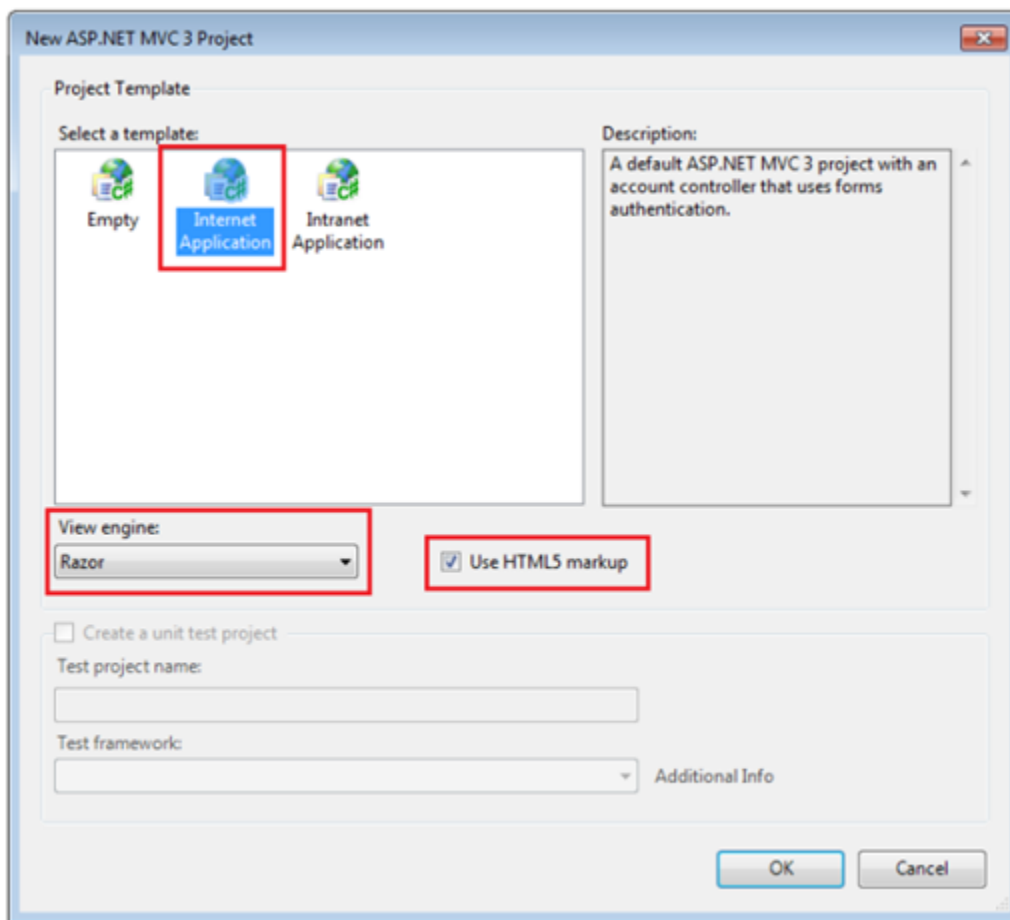 New ASP.NET MVC 3 Project
Project Template
Select a template:
Description:
C#
Empty
C#
Internet
Application
C#
Intranet
Application
A default ASP.NET MVC 3 project with an
account controller that uses forms
authentication.
View engine:
Razor
Use HTML5 markup
Create a unit test project
Test project name:
Test framework:
Additional Info
OK
Cancel